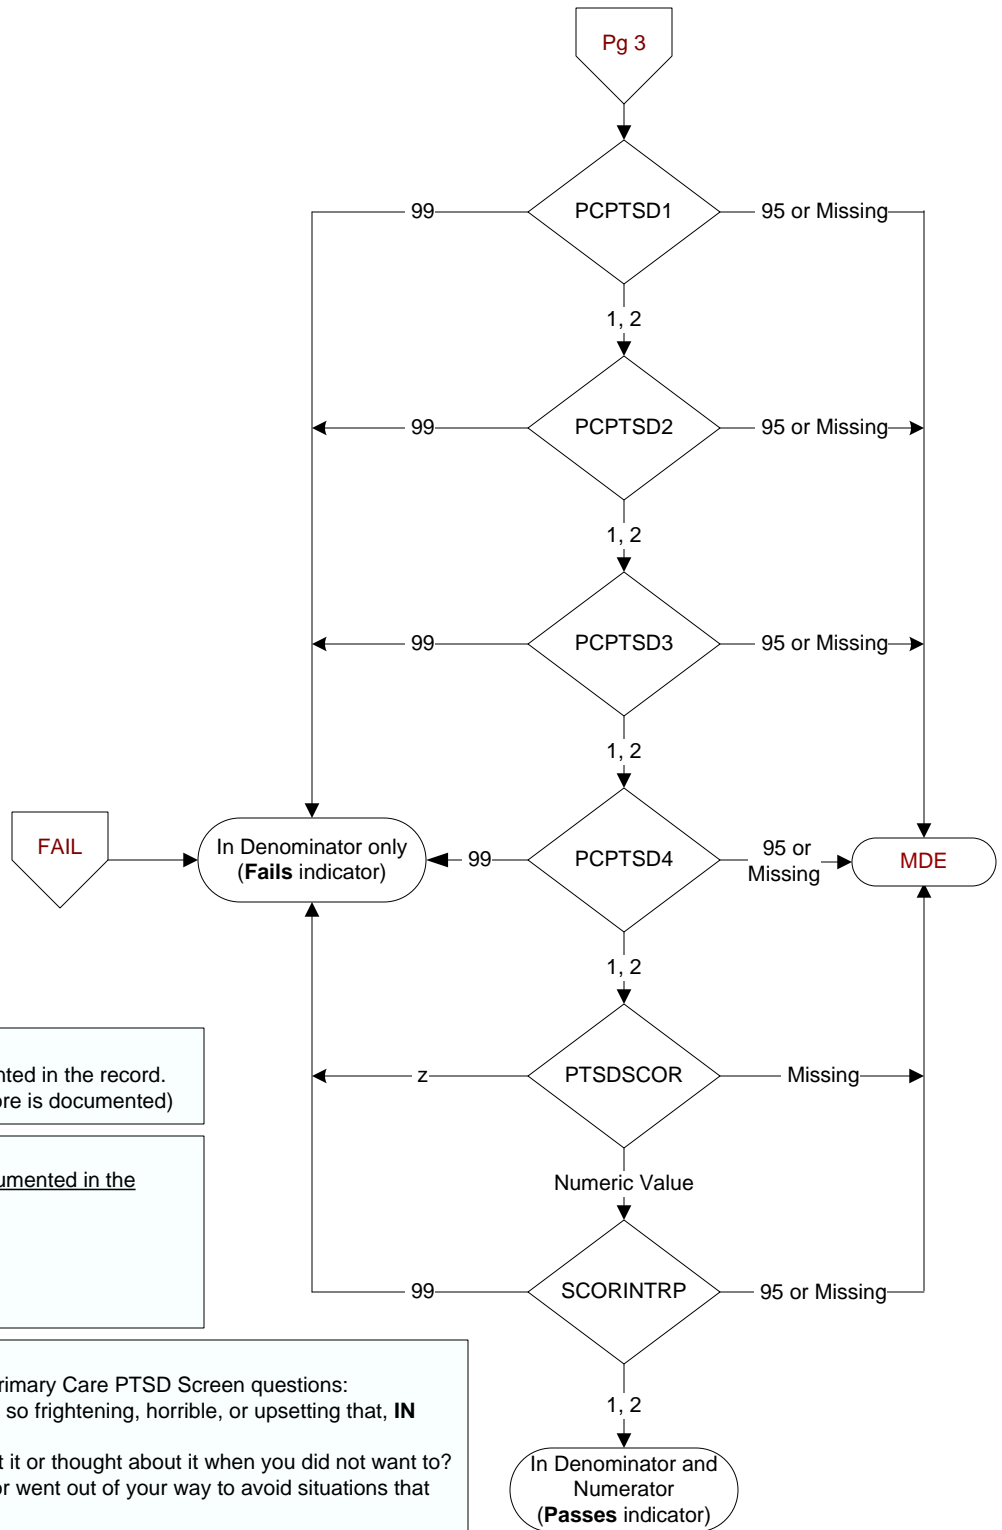 Pg 3
PCPTSD1
99
95 or Missing
1, 2
PCPTSD2
99
95 or Missing
1, 2
PCPTSD3
99
95 or Missing
1, 2
FAIL
In Denominator only
(Fails indicator)
99
PCPTSD4
95 or
Missing
MDE
1, 2
PTSDSCOR
z
Missing
Numeric Value
SCORINTRP
99
95 or Missing
1, 2
In Denominator and
Numerator
(Passes indicator)
nted in the record.
ore is documented)
umented in the
rimary Care PTSD Screen questions:
so frightening, horrible, or upsetting that, IN
t it or thought about it when you did not want to?
or went out of your way to avoid situations that